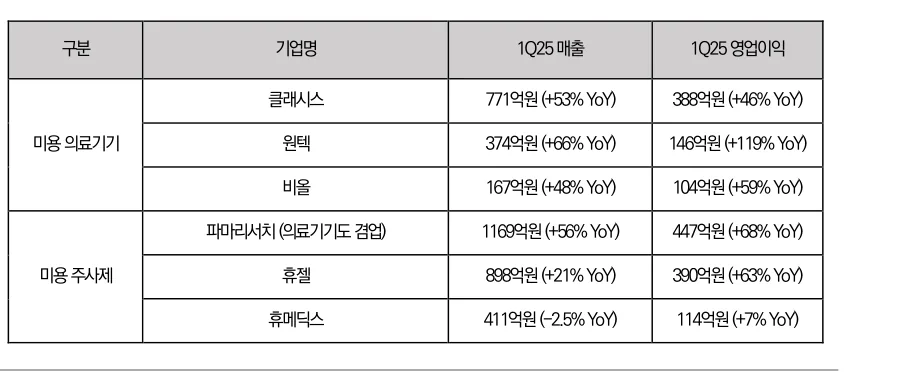 구분 기업명 1Q25 매출 1Q25 영업이익
미용 의료기기
클래시스 771억원 (+53% YoY) 388억원 (+46% YoY)
원텍 374억원 (+66% YoY) 146억원 (+119% YoY)
비올 167억원 (+48% YoY) 104억원 (+59% YoY)
미용 주사제
파마리서치 (의료기기도 겸업) 1169억원 (+56% YoY) 447억원 (+68% YoY)
휴젤 898억원 (+21% YoY) 390억원 (+63% YoY)
휴메딕스 411억원 (-2.5% YoY) 114억원 (+7% YoY)